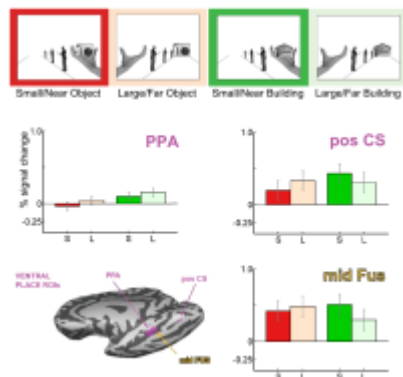 Small/Near Object
Large/Far Object
Small/Near Building
Large/Far Building
PPA
% signal change
1.0
0
-0.25
S L S L
pos CS
1.0
0
-0.25
S L S L
VENTRAL
PLACE ROIs
PPA
pos CS
mid FUS
mid Fus
1.0
0
-0.25
S L S L